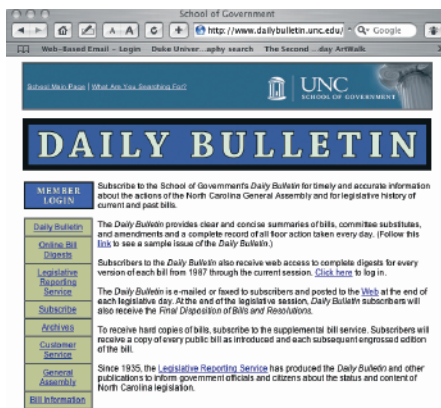 School of Government
A A C + http://www.dailybulletin.unc.edu/ Q Google
Web-Based Email - Login Duke Univer...aphy search The Second ...day ArtWalk
School Main Page | What Are You Searching For?
UNC
SCHOOL OF GOVERNMENT
DAILY BULLETIN
MEMBER
LOGIN
Daily Bulletin
Online Bill
Digests
Legislative
Reporting
Service
Subscribe
Archives
Customer
Service
General
Assembly
Bill Information
Subscribe to the School of Government's Daily Bulletin for timely and accurate information
about the actions of the North Carolina General Assembly and for legislative history of
current and past bills.
The Daily Bulletin provides clear and concise summaries of bills, committee substitutes,
and amendments and a complete record of all floor action taken every day. (Follow this
link to see a sample issue of the Daily Bulletin.)
Subscribers to the Daily Bulletin also receive web access to complete digests for every
version of each bill from 1987 through the current session. Click here to log in.
The Daily Bulletin is e-mailed or faxed to subscribers and posted to the Web at the end of
each legislative day. At the end of the legislative session, Daily Bulletin subscribers will
also receive the Final Disposition of Bills and Resolutions.
To receive hard copies of bills, subscribe to the supplemental bill service. Subscribers will
receive a copy of every public bill as introduced and each subsequent engrossed edition
of the bill.
Since 1935, the Legislative Reporting Service has produced the Daily Bulletin and other
publications to inform government officials and citizens about the status and content of
North Carolina legislation.